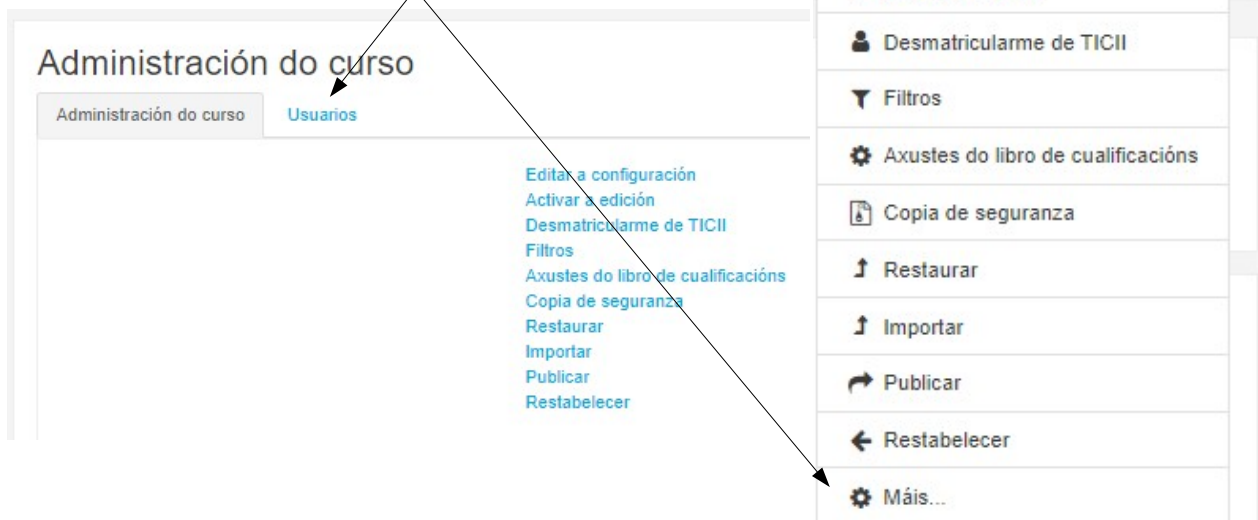 Administración do curso
Administración do curso
Usuarios
Editar a configuración
Activar a edición
Desmatricularme de TICII
Filtros
Axustes do libro de cualificacións
Copia de seguranza
Restaurar
Importar
Publicar
Restabelecer
Desmatricularme de TICII
Filtros
Axustes do libro de cualificacións
Copia de seguranza
Restaurar
Importar
Publicar
Restabelecer
Máis...